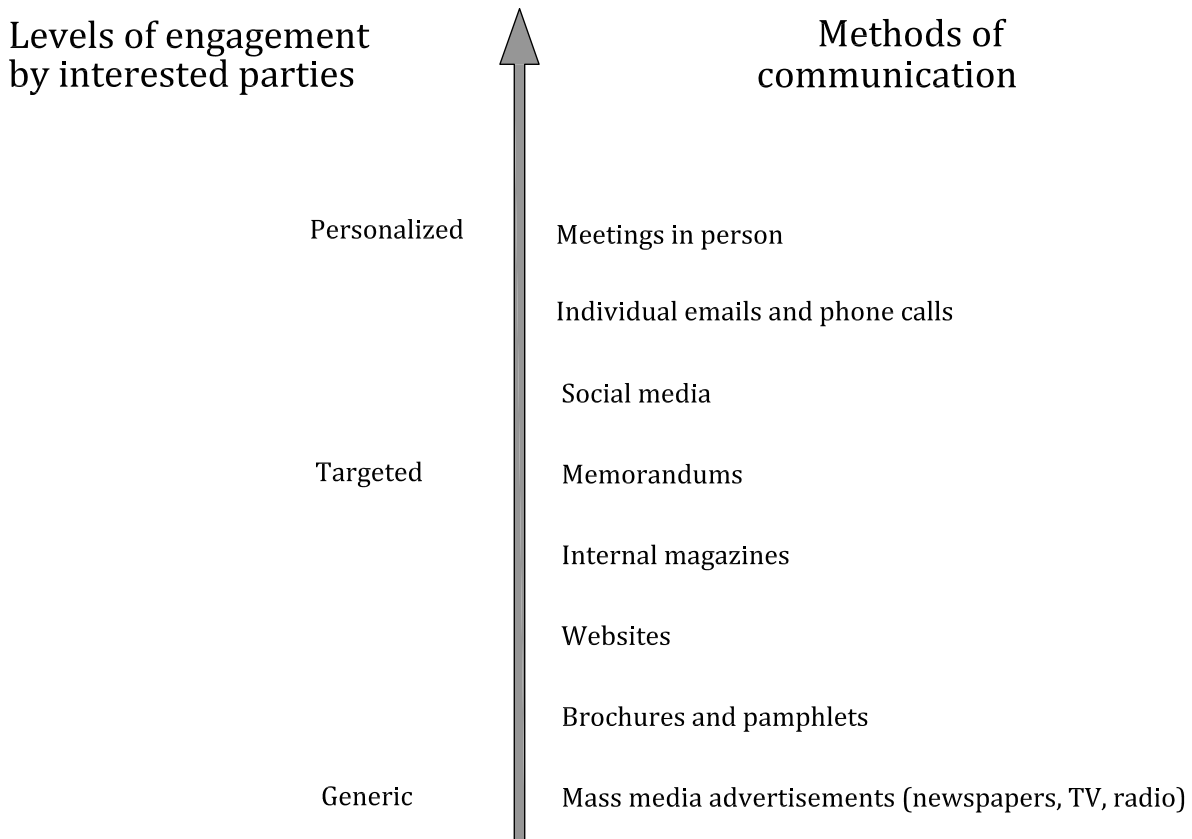 Levels of engagement
by interested parties
Methods of
communication
Personalized
Meetings in person
Individual emails and phone calls
Social media
Targeted
Memorandums
Internal magazines
Websites
Brochures and pamphlets
Generic
Mass media advertisements (newspapers, TV, radio)